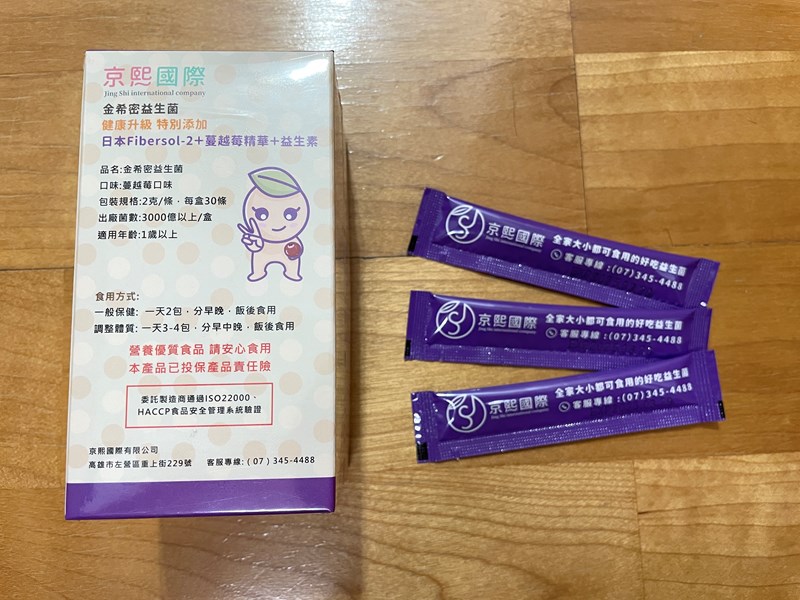 京熙國際
Jing Shi international company
金希密益生菌
健康升級 特別添加
日本Fibersol-2+蔓越莓精華+益生素
品名:金希密益生菌
口味:蔓越莓口味
包裝規格:2克/條，每盒30條
出廠菌數:3000億以上/盒
適用年齡:1歲以上
食用方式:
一般保健: 一天2包，分早晚，飯後食用
調整體質: 一天3-4包，分早中晚，飯後食用
營養優質食品 請安心食用
本產品已投保產品責任險
委託製造商通過ISO22000、
HACCP食品安全管理系統驗證
京熙國際有限公司
高雄市左營區重上街229號 客服專線:(07)345-4488
京熙國際
Jing Shi international company
全家大小都可食用的好吃益生菌
客服專線:(07)345-4488
京熙國際
Jing Shi international company
全家大小都可食用的好吃益生菌
客服專線:(07)345-4488
京熙國際
Jing Shi international company
全家大小都可食用的好吃益生菌
客服專線:(07)345-4488